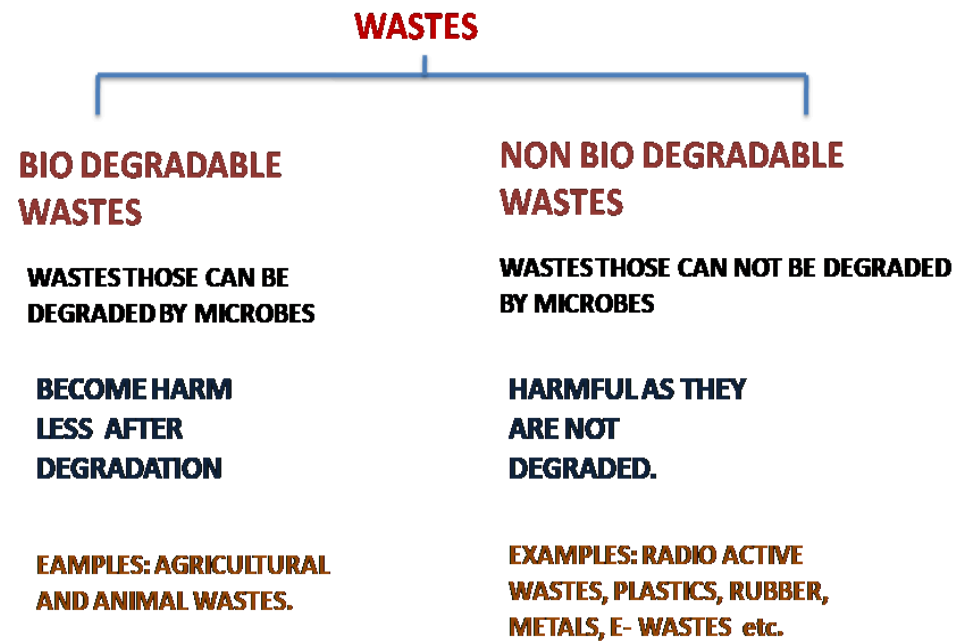 WASTES
BIO DEGRADABLE
WASTES
WASTES THOSE CAN BE
DEGRADED BY MICROBES
BECOME HARM
LESS AFTER
DEGRADATION
EAMPLES: AGRICULTURAL
AND ANIMAL WASTES.
NON BIO DEGRADABLE
WASTES
WASTES THOSE CAN NOT BE DEGRADED
BY MICROBES
HARMFUL AS THEY
ARE NOT
DEGRADED.
EXAMPLES: RADIO ACTIVE
WASTES, PLASTICS, RUBBER,
METALS, E- WASTES etc.